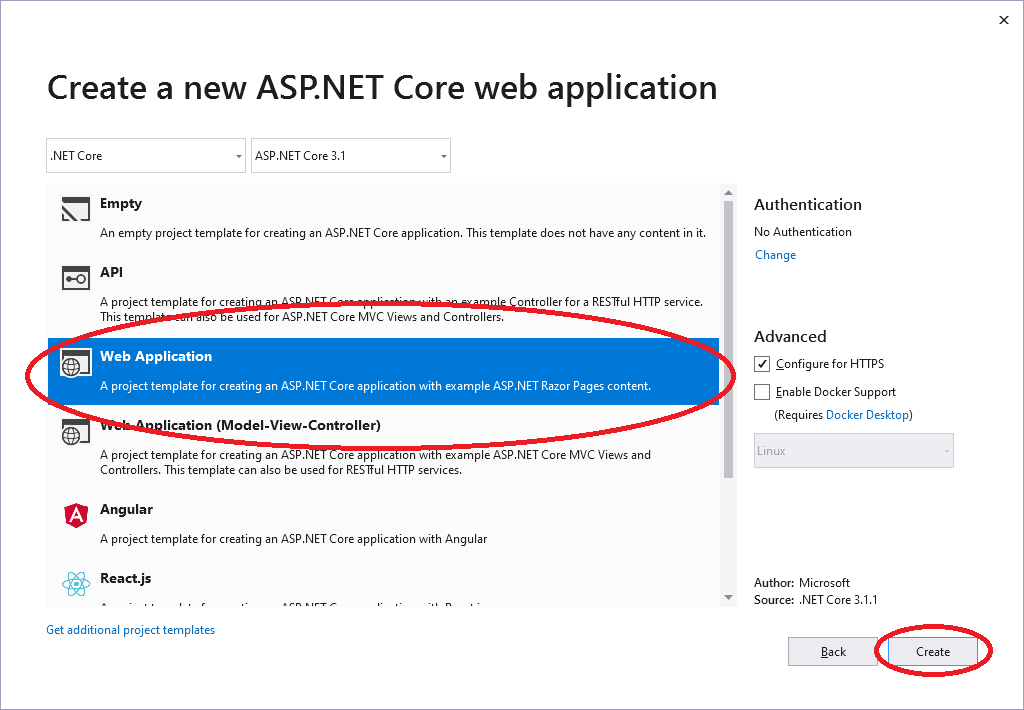 Create a new ASP.NET Core web application
.NET Core
ASP.NET Core 3.1
Empty
An empty project template for creating an ASP.NET Core application. This template does not have any content in it.
API
A project template for creating an ASP.NET Core application with an example Controller for a RESTful HTTP service.
This template can also be used for ASP.NET Core MVC Views and Controllers.
Web Application
A project template for creating an ASP.NET Core application with example ASP.NET Razor Pages content.
Web Application (Model-View-Controller)
A project template for creating an ASP.NET Core application with example ASP.NET Core MVC Views and
Controllers. This template can also be used for RESTful HTTP services.
Angular
A project template for creating an ASP.NET Core application with Angular
React.js
Get additional project templates
Authentication
No Authentication
Change
Advanced
Configure for HTTPS
Enable Docker Support
(Requires Docker Desktop)
Linux
Author: Microsoft
Source: .NET Core 3.1.1
Back
Create